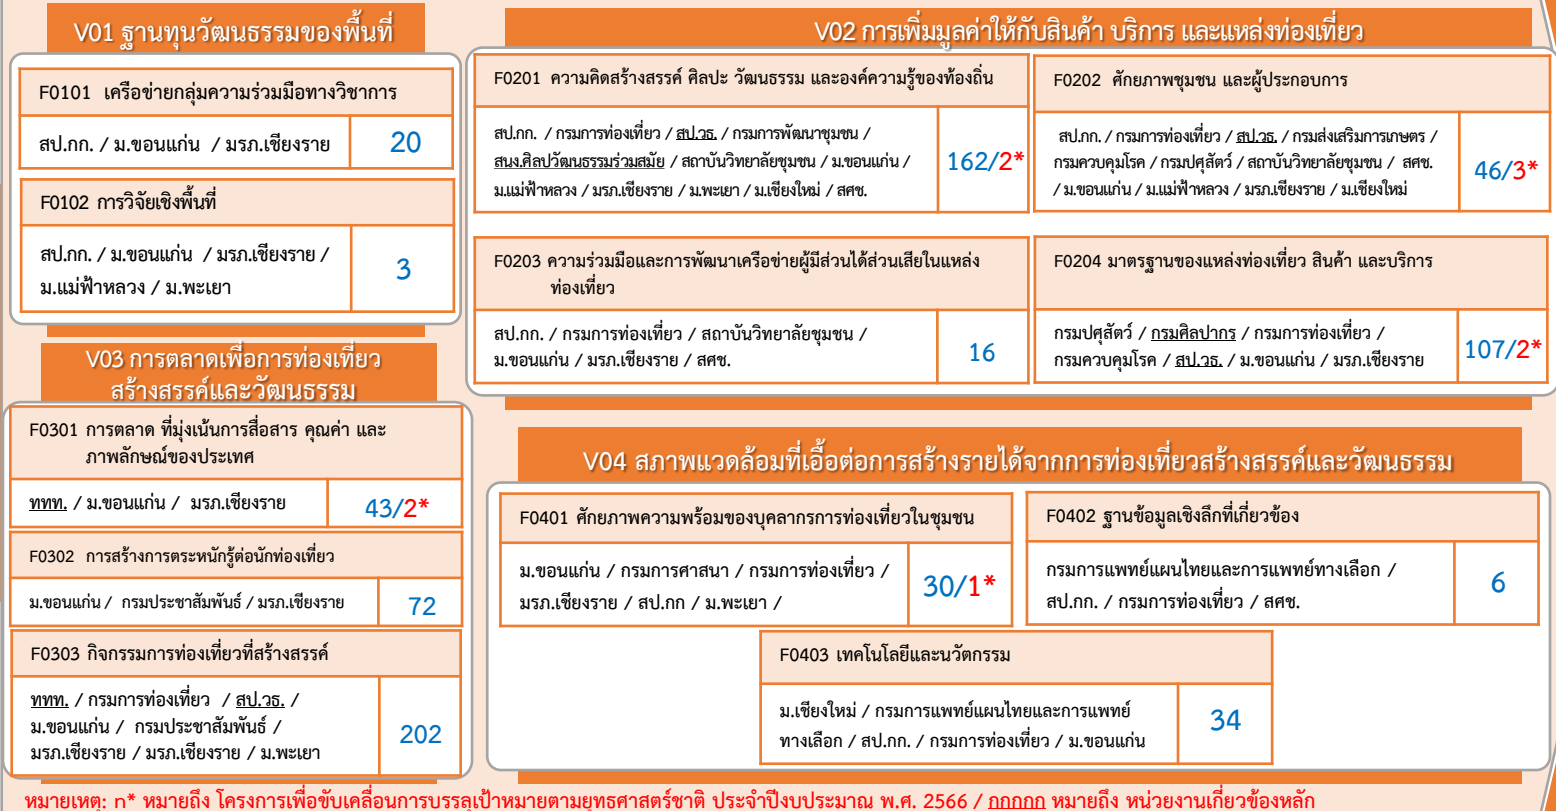 V01 ฐานทุนวัฒนธรรมของพื้นที่
F0101 เครือข่ายกลุ่มความร่วมมือทางวิชาการ
สป.กก. / ม.ขอนแก่น / มรภ.เชียงราย
20
F0102 การวิจัยเชิงพื้นที่
สป.กก. / ม.ขอนแก่น / มรภ.เชียงราย /
ม.แม่ฟ้าหลวง / ม.พะเยา
3
V02 การเพิ่มมูลค่าให้กับสินค้า บริการ และแหล่งท่องเที่ยว
F0201 ความคิดสร้างสรรค์ ศิลปะ วัฒนธรรม และองค์ความรู้ของท้องถิ่น
สป.กก. / กรมการท่องเที่ยว / สป.วธ. / กรมการพัฒนาชุมชน /
สนง.ศิลปวัฒนธรรมร่วมสมัย / สถาบันวิทยาลัยชุมชน / ม.ขอนแก่น /
ม.แม่ฟ้าหลวง / มรภ.เชียงราย / ม.พะเยา / ม.เชียงใหม่ / สศช.
162/2*
F0202 ศักยภาพชุมชน และผู้ประกอบการ
สป.กก. / กรมการท่องเที่ยว / สป.วธ. / กรมส่งเสริมการเกษตร /
กรมควบคุมโรค / กรมปศุสัตว์ / สถาบันวิทยาลัยชุมชน / สศช.
/ ม.ขอนแก่น / ม.แม่ฟ้าหลวง / มรภ.เชียงราย / ม.เชียงใหม่
46/3*
F0203 ความร่วมมือและการพัฒนาเครือข่ายผู้มีส่วนได้ส่วนเสียในแหล่ง
ท่องเที่ยว
สป.กก. / กรมการท่องเที่ยว / สถาบันวิทยาลัยชุมชน /
ม.ขอนแก่น / มรภ.เชียงราย / สศช.
16
F0204 มาตรฐานของแหล่งท่องเที่ยว สินค้า และบริการ
กรมปศุสัตว์ / กรมศิลปากร / กรมการท่องเที่ยว /
กรมควบคุมโรค / สป.วธ. / ม.ขอนแก่น / มรภ.เชียงราย
107/2*
V03 การตลาดเพื่อการท่องเที่ยว
สร้างสรรค์และวัฒนธรรม
F0301 การตลาด ที่มุ่งเน้นการสื่อสาร คุณค่า และ
ภาพลักษณ์ของประเทศ
ททท. / ม.ขอนแก่น / มรภ.เชียงราย
43/2*
F0302 การสร้างการตระหนักรู้ต่อนักท่องเที่ยว
ม.ขอนแก่น / กรมประชาสัมพันธ์ / มรภ.เชียงราย
72
F0303 กิจกรรมการท่องเที่ยวที่สร้างสรรค์
ททท. / กรมการท่องเที่ยว / สป.วธ. /
ม.ขอนแก่น / กรมประชาสัมพันธ์ /
มรภ.เชียงราย / มรภ.เชียงราย / ม.พะเยา
202
V04 สภาพแวดล้อมที่เอื้อต่อการสร้างรายได้จากการท่องเที่ยวสร้างสรรค์และวัฒนธรรม
F0401 ศักยภาพความพร้อมของบุคลากรการท่องเที่ยวในชุมชน
ม.ขอนแก่น / กรมการศาสนา / กรมการท่องเที่ยว /
มรภ.เชียงราย / สป.กก / ม.พะเยา /
30/1*
F0402 ฐานข้อมูลเชิงลึกที่เกี่ยวข้อง
กรมการแพทย์แผนไทยและการแพทย์ทางเลือก /
สป.กก. / กรมการท่องเที่ยว / สศช.
6
F0403 เทคโนโลยีและนวัตกรรม
ม.เชียงใหม่ / กรมการแพทย์แผนไทยและการแพทย์
ทางเลือก / สป.กก. / กรมการท่องเที่ยว / ม.ขอนแก่น
34
หมายเหตุ: n* หมายถึง โครงการเพื่อขับเคลื่อนการบรรลุเป้าหมายตามยุทธศาสตร์ชาติ ประจำปีงบประมาณ พ.ศ. 2566 / กกกกก หมายถึง หน่วยงานเกี่ยวข้องหลัก